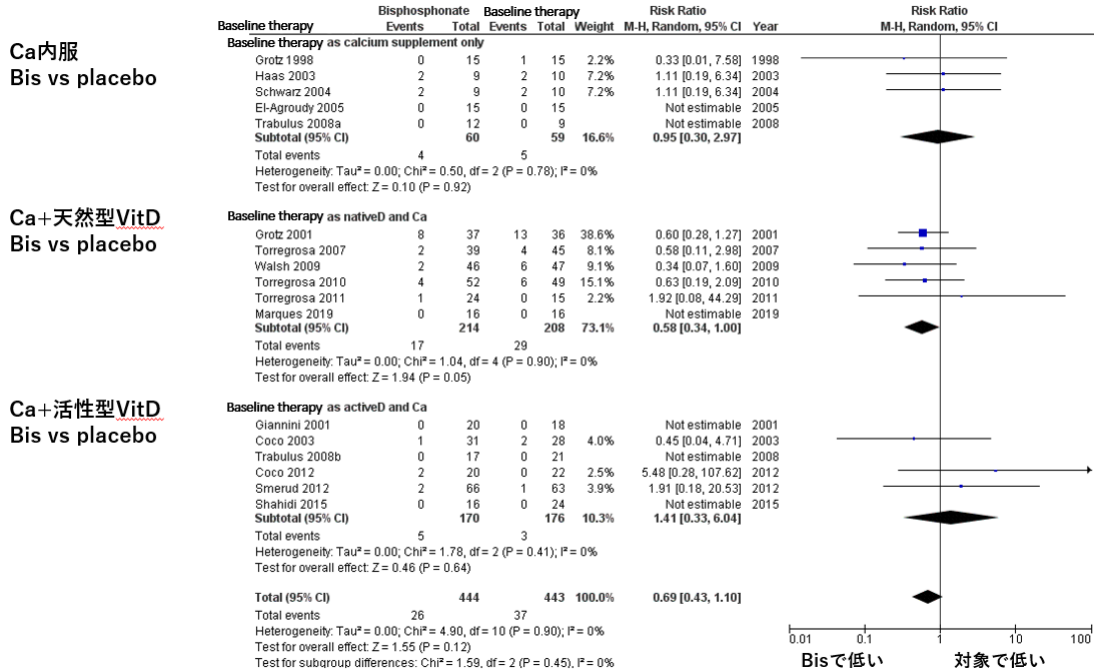 Bisphosphonate Baseline therapy Risk Ratio Risk Ratio
Baseline therapy Events Total Events Total Weight M-H, Random, 95% CI Year M-H, Random, 95% CI
Ca内服
Bis vs placebo
Baseline therapy as calcium supplement only
Grotz 1998 0 15 1 15 2.2% 0.33 [0.01, 7.58] 1998
Haas 2003 2 9 2 10 7.2% 1.11 [0.19, 6.34] 2003
Schwarz 2004 2 9 2 10 7.2% 1.11 [0.19, 6.34] 2004
El-Agroudy 2005 0 15 0 15 Not estimable 2005
Trabulus 2008a 0 12 0 9 Not estimable 2008
Subtotal (95% CI) 60 59 16.6% 0.95 [0.30, 2.97]
Total events 4 5
Heterogeneity: Tau² = 0.00; Chi² = 0.50, df = 2 (P = 0.78); I² = 0%
Test for overall effect: Z = 0.10 (P = 0.92)
Ca+天然型VitD
Bis vs placebo
Baseline therapy as nativeD and Ca
Grotz 2001 8 37 13 36 38.6% 0.60 [0.28, 1.27] 2001
Torregrosa 2007 2 39 4 45 8.1% 0.58 [0.11, 2.98] 2007
Walsh 2009 2 46 6 47 9.1% 0.34 [0.07, 1.60] 2009
Torregrosa 2010 4 52 6 49 15.1% 0.63 [0.19, 2.09] 2010
Torregrosa 2011 1 24 0 15 2.2% 1.92 [0.08, 44.29] 2011
Marques 2019 0 16 0 16 Not estimable 2019
Subtotal (95% CI) 214 208 73.1% 0.58 [0.34, 1.00]
Total events 17 29
Heterogeneity: Tau² = 0.00; Chi² = 1.04, df = 4 (P = 0.90); I² = 0%
Test for overall effect: Z = 1.94 (P = 0.05)
Ca+活性型VitD
Bis vs placebo
Baseline therapy as activeD and Ca
Giannini 2001 0 20 0 18 Not estimable 2001
Coco 2003 1 31 2 28 4.0% 0.45 [0.04, 4.71] 2003
Trabulus 2008b 0 17 0 21 Not estimable 2008
Coco 2012 2 20 0 22 2.5% 5.48 [0.28, 107.62] 2012
Smerud 2012 2 66 1 63 3.9% 1.91 [0.18, 20.53] 2012
Shahidi 2015 0 16 0 24 Not estimable 2015
Subtotal (95% CI) 170 176 10.3% 1.41 [0.33, 6.04]
Total events 5 3
Heterogeneity: Tau² = 0.00; Chi² = 1.78, df = 2 (P = 0.41); I² = 0%
Test for overall effect: Z = 0.46 (P = 0.64)
Total (95% CI) 444 443 100.0% 0.69 [0.43, 1.10]
Total events 26 37
Heterogeneity: Tau² = 0.00; Chi² = 4.90, df = 10 (P = 0.90); I² = 0%
Test for overall effect: Z = 1.55 (P = 0.12)
Test for subgroup differences: Chi² = 1.59, df = 2 (P = 0.45), I² = 0%
0.01 0.1 1 10 100
Bisで低い 対象で低い